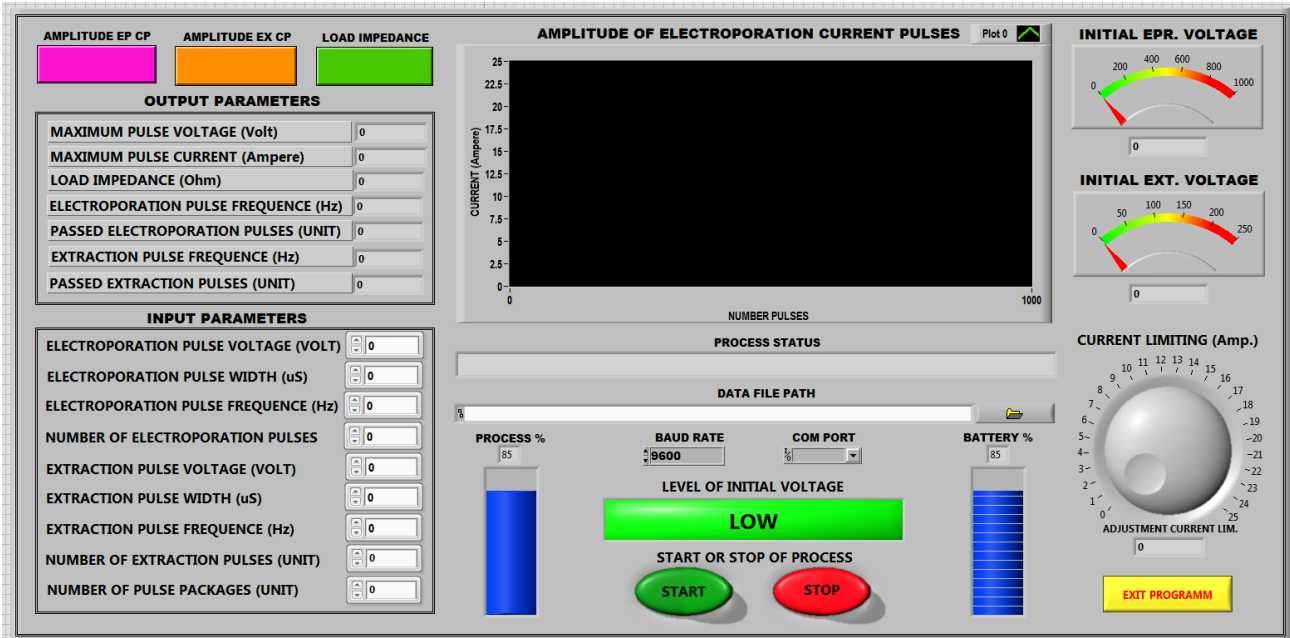 AMPLITUDE EP CP
AMPLITUDE EX CP
LOAD IMPEDANCE
OUTPUT PARAMETERS
MAXIMUM PULSE VOLTAGE (Volt) 0
MAXIMUM PULSE CURRENT (Ampere) 0
LOAD IMPEDANCE (Ohm) 0
ELECTROPORATION PULSE FREQUENCE (Hz) 0
PASSED ELECTROPORATION PULSES (UNIT) 0
EXTRACTION PULSE FREQUENCE (Hz) 0
PASSED EXTRACTION PULSES (UNIT) 0
INPUT PARAMETERS
ELECTROPORATION PULSE VOLTAGE (VOLT) 0
ELECTROPORATION PULSE WIDTH (uS) 0
ELECTROPORATION PULSE FREQUENCE (Hz) 0
NUMBER OF ELECTROPORATION PULSES 0
EXTRACTION PULSE VOLTAGE (VOLT) 0
EXTRACTION PULSE WIDTH (uS) 0
EXTRACTION PULSE FREQUENCE (Hz) 0
NUMBER OF EXTRACTION PULSES (UNIT) 0
NUMBER OF PULSE PACKAGES (UNIT) 0
AMPLITUDE OF ELECTROPORATION CURRENT PULSES
Plot 0
CURRENT (Ampere)
25
22.5
20
17.5
15
12.5
10
7.5
5
2.5
0
0 1000
NUMBER PULSES
PROCESS STATUS
DATA FILE PATH
PROCESS %
85
BAUD RATE
9600
COM PORT
I/O
BATTERY %
85
LEVEL OF INITIAL VOLTAGE
LOW
START OR STOP OF PROCESS
START
STOP
INITIAL EPR. VOLTAGE
0 200 400 600 800 1000
0
INITIAL EXT. VOLTAGE
0 50 100 150 200 250
0
CURRENT LIMITING (Amp.)
0 1 2 3 4 5 6 7 8 9 10 11 12 13 14 15 16 17 18 19 20 21 22 23 24 25
ADJUSTMENT CURRENT LIM.
0
EXIT PROGRAMM